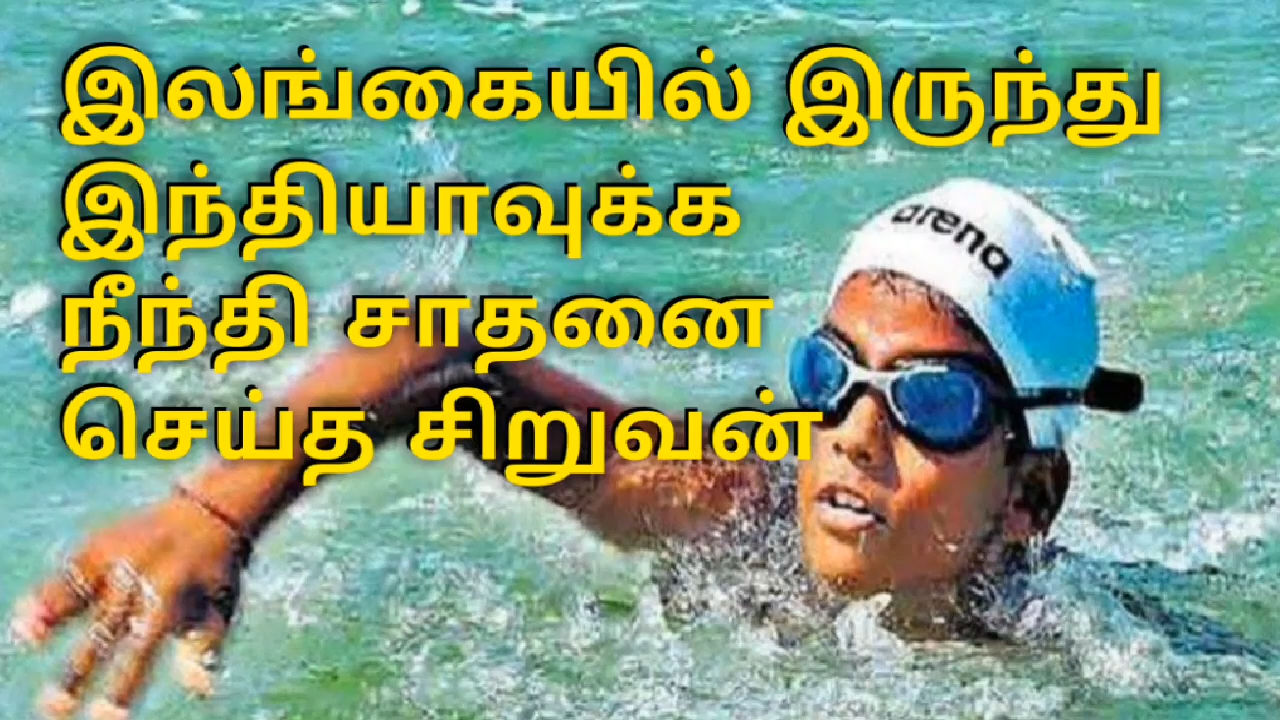 இலங்கையில் இருந்து
இந்தியாவுக்க
நீந்தி சாதனை
செய்த சிறுவன்
arena